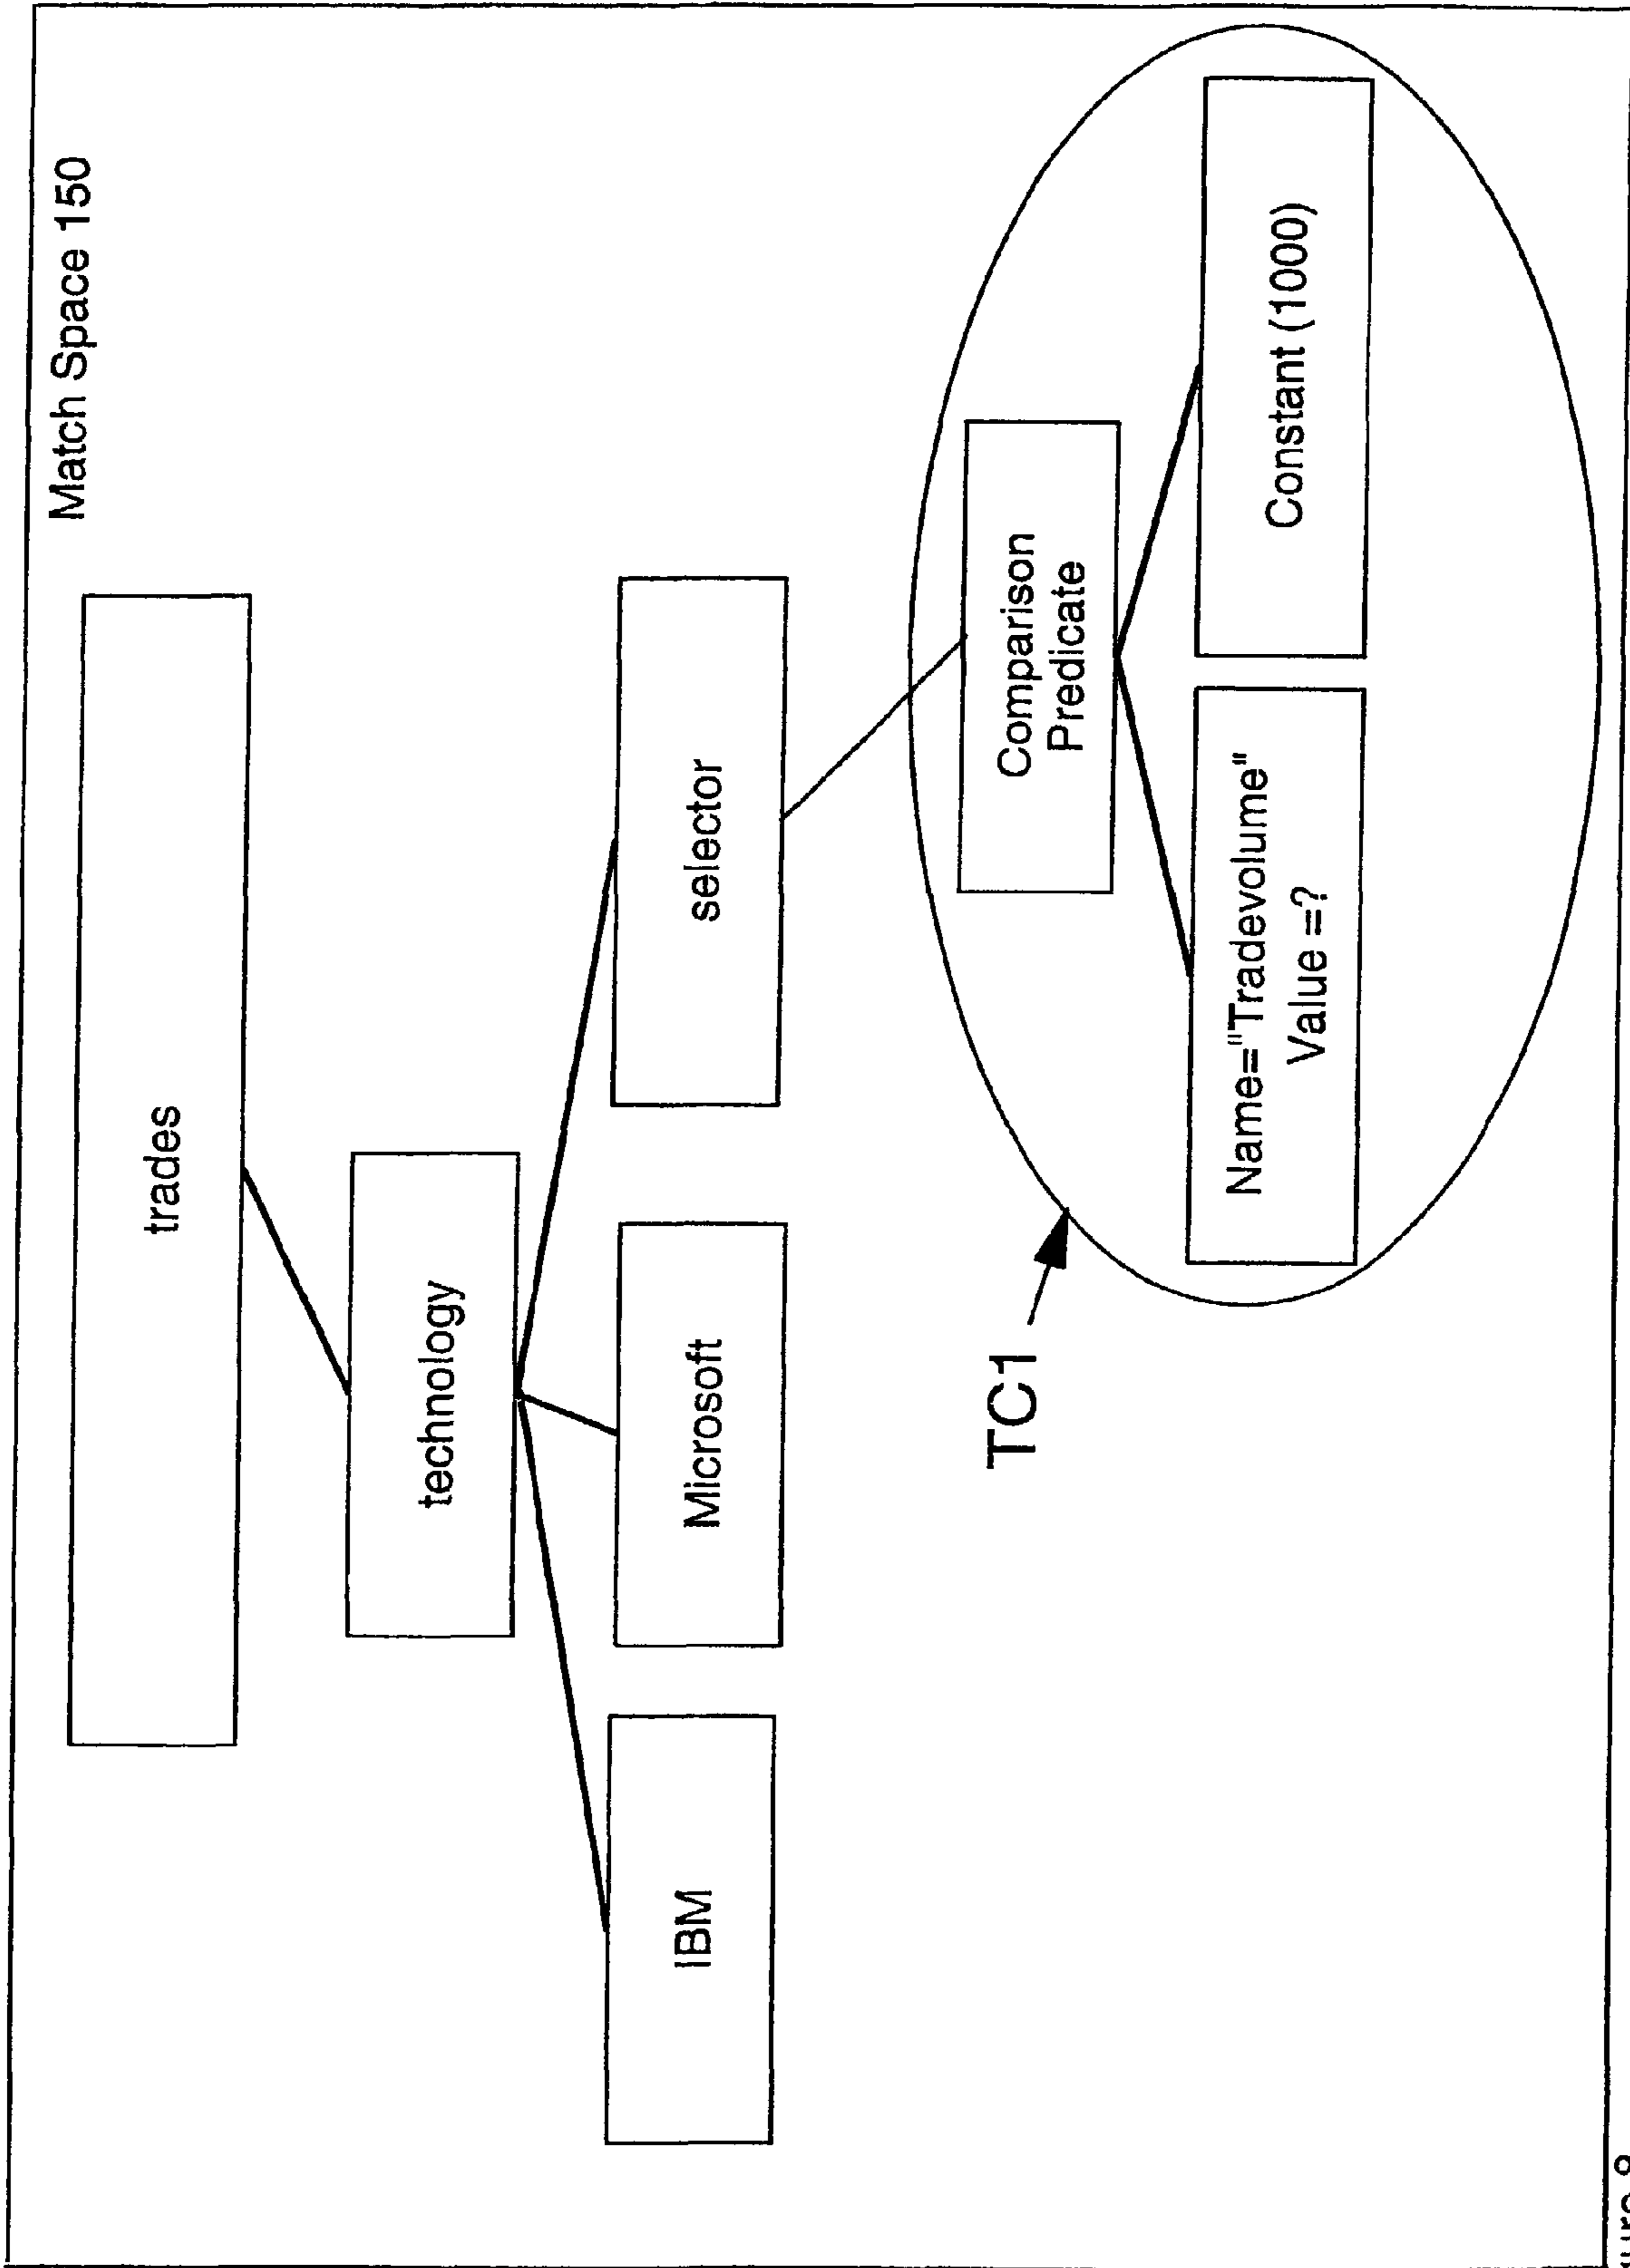 Match Space 150
trades
technology
IBM
Microsoft
selector
TC1
Comparison
Predicate
Name="Tradevolume"
Value =?
Constant (1000)